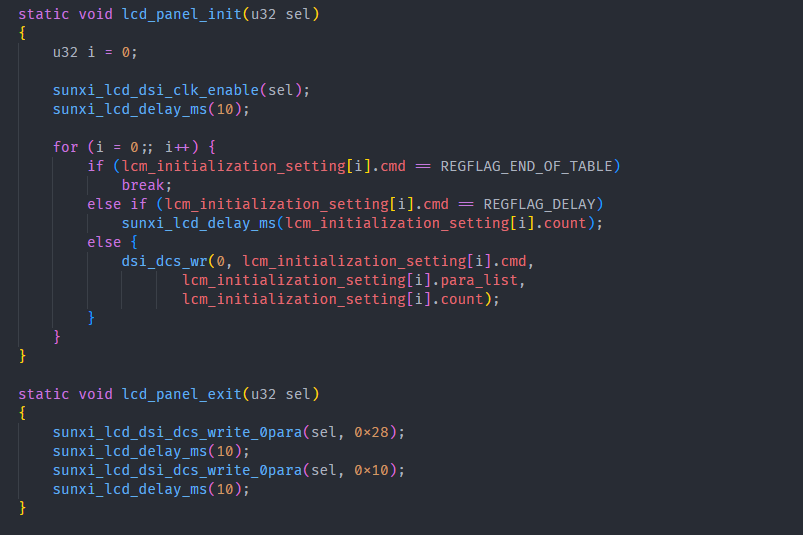 static void lcd_panel_init(u32 sel)
{
    u32 i = 0;

    sunxi_lcd_dsi_clk_enable(sel);
    sunxi_lcd_delay_ms(10);

    for (i = 0;; i++) {
        if (lcm_initialization_setting[i].cmd == REGFLAG_END_OF_TABLE)
            break;
        else if (lcm_initialization_setting[i].cmd == REGFLAG_DELAY)
            sunxi_lcd_delay_ms(lcm_initialization_setting[i].count);
        else {
            dsi_dcs_wr(0, lcm_initialization_setting[i].cmd,
                   lcm_initialization_setting[i].para_list,
                   lcm_initialization_setting[i].count);
        }
    }
}

static void lcd_panel_exit(u32 sel)
{
    sunxi_lcd_dsi_dcs_write_0para(sel, 0x28);
    sunxi_lcd_delay_ms(10);
    sunxi_lcd_dsi_dcs_write_0para(sel, 0x10);
    sunxi_lcd_delay_ms(10);
}